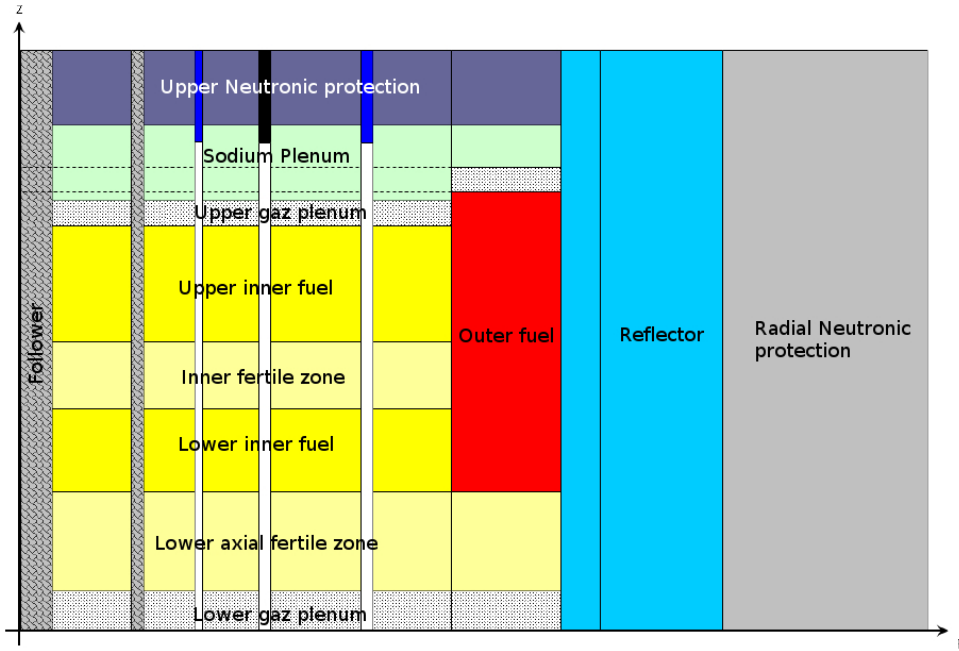 z
Upper Neutronic protection
Sodium Plenum
Upper gaz plenum
Upper inner fuel
Follower
Outer fuel
Reflector
Radial Neutronic
protection
Inner fertile zone
Lower inner fuel
Lower axial fertile zone
Lower gaz plenum